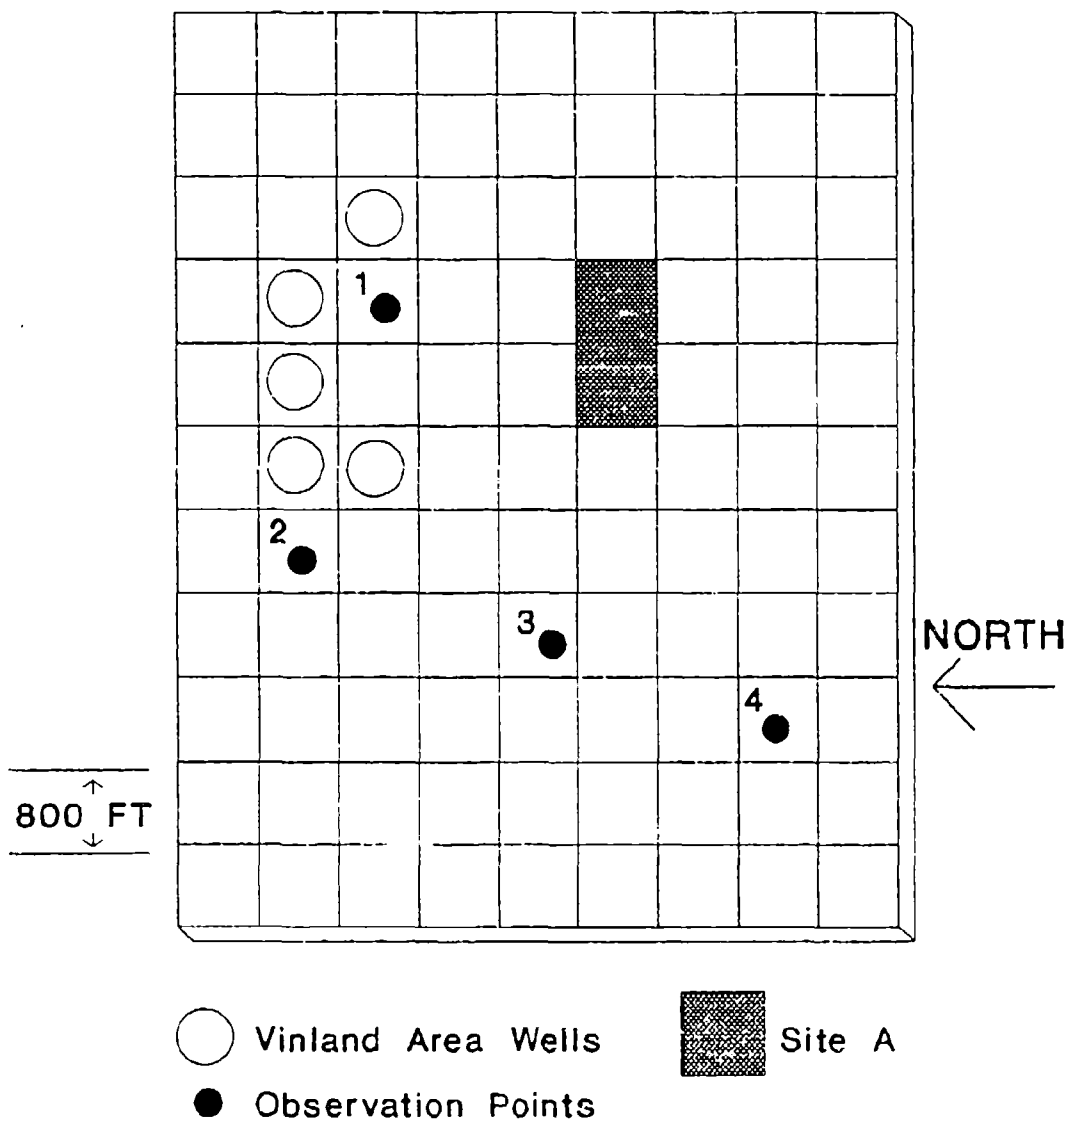 1
2
3
NORTH
4
800 FT
Vinland Area Wells
Site A
Observation Points